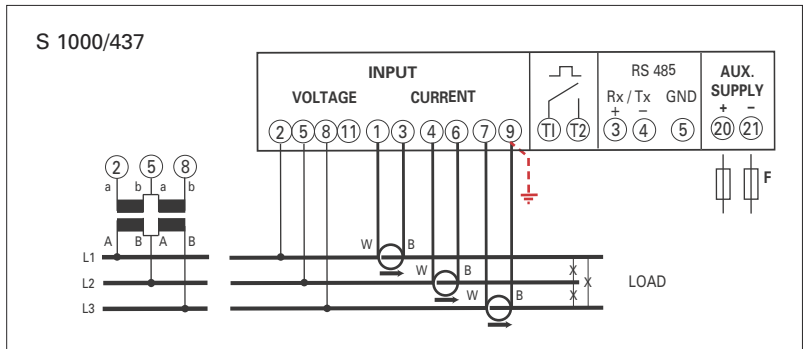 S 1000/437
INPUT
RS 485
AUX.
SUPPLY
VOLTAGE CURRENT
Rx / Tx GND
+ − + −
2 5 8 11 1 3 4 6 7 9 T1 T2 3 4 5 20 21
2 5 8
a b a b
F
A B A B
W B
L1
W B
L2 X X LOAD
W B X
L3